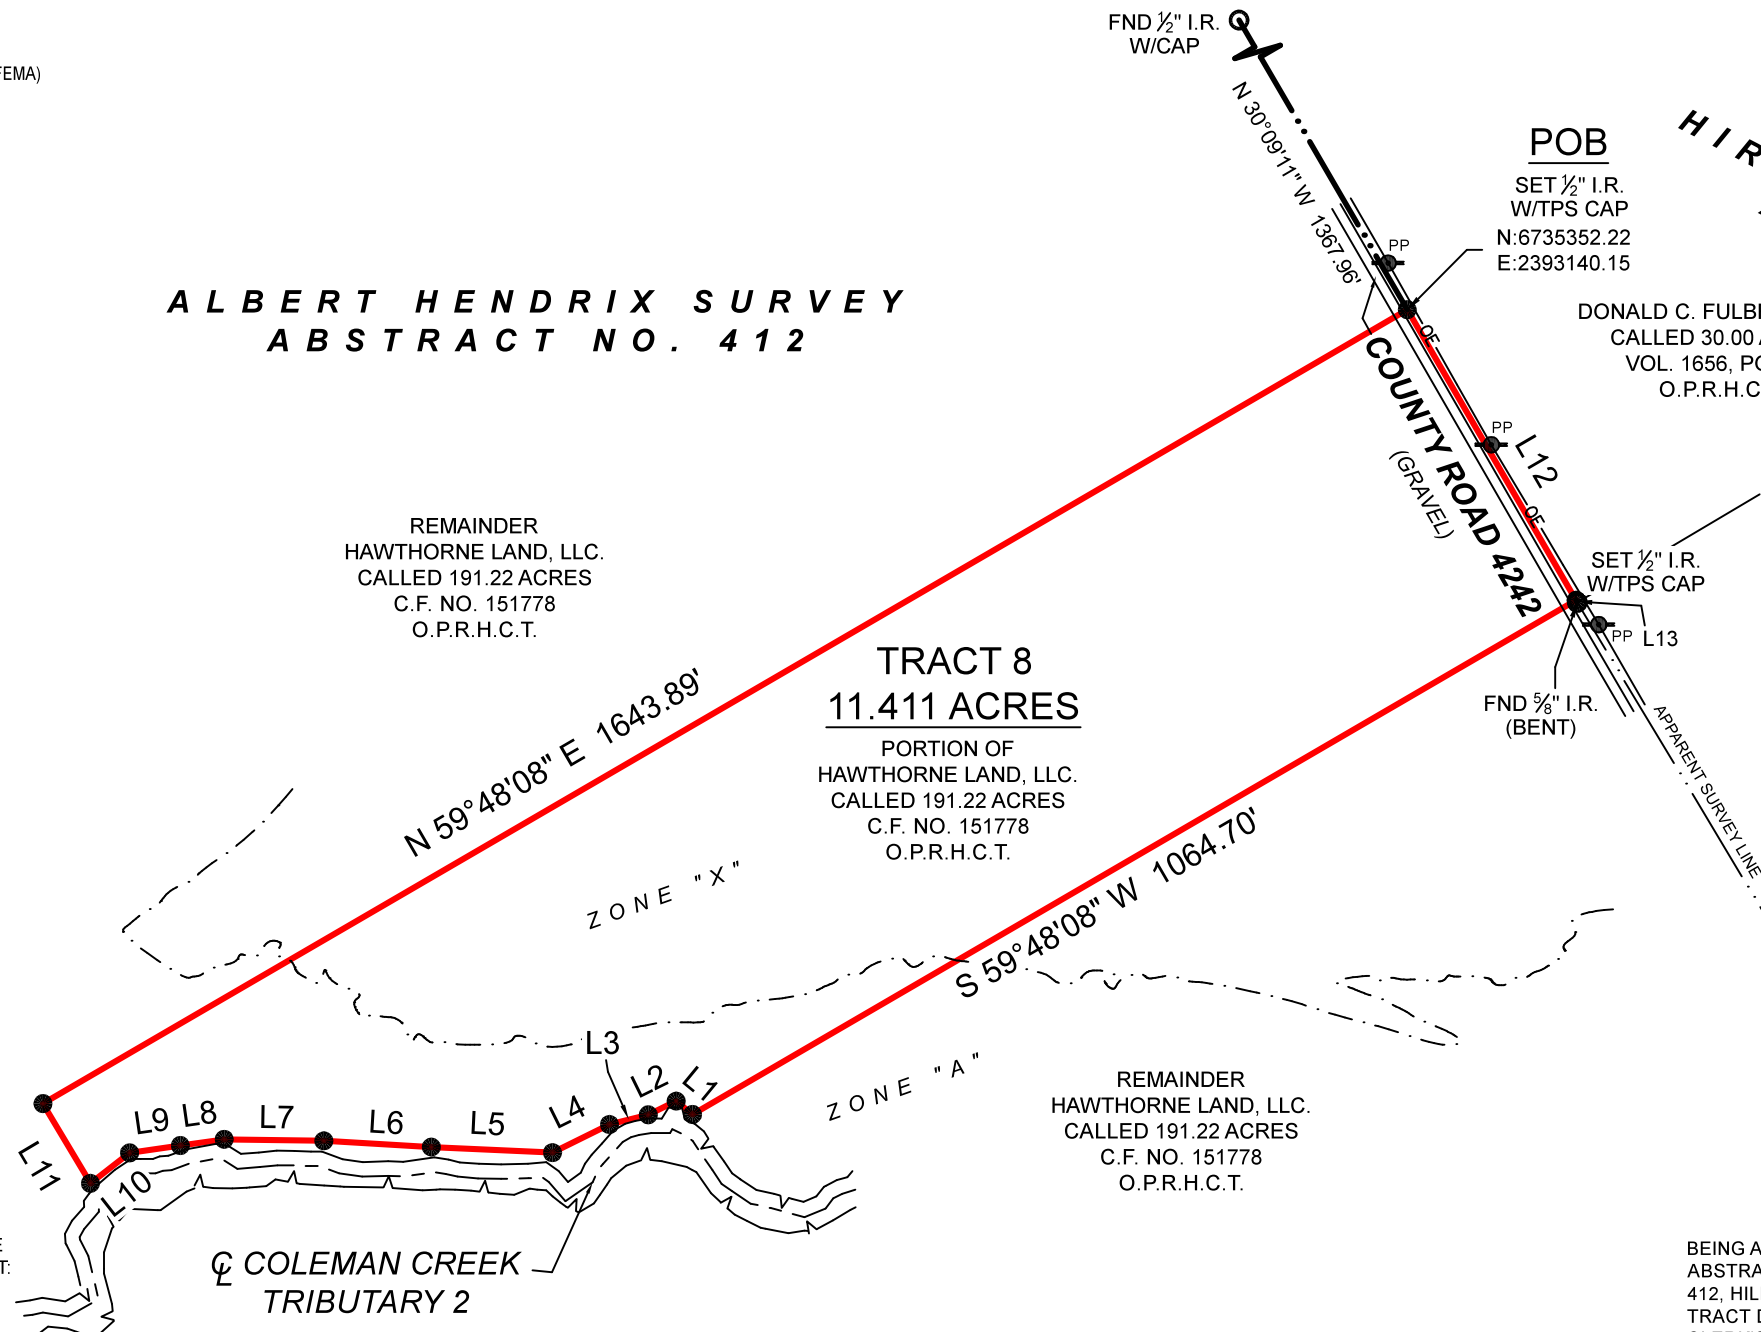 FEMA)
FND ½" I.R.
W/CAP
N 30°09'11" W 1367.96'
POB
SET ½" I.R.
W/TPS CAP
N:6735352.22
E:2393140.15
HIR
PP
ALBERT HENDRIX SURVEY
ABSTRACT NO. 412
DONALD C. FULB
CALLED 30.00
VOL. 1656, P
O.P.R.H.C
OE
COUNTY ROAD 4242
(GRAVEL)
PP
L12
OE
REMAINDER
HAWTHORNE LAND, LLC.
CALLED 191.22 ACRES
C.F. NO. 151778
O.P.R.H.C.T.
SET ½" I.R.
W/TPS CAP
PP
L13
FND ⅝" I.R.
(BENT)
APPARENT SURVEY LINE
TRACT 8
11.411 ACRES
PORTION OF
HAWTHORNE LAND, LLC.
CALLED 191.22 ACRES
C.F. NO. 151778
O.P.R.H.C.T.
N 59°48'08" E 1643.89'
S 59°48'08" W 1064.70'
ZONE "X"
ZONE "A"
L1
L2
L3
L4
L5
L6
L7
L8
L9
L10
L11
REMAINDER
HAWTHORNE LAND, LLC.
CALLED 191.22 ACRES
C.F. NO. 151778
O.P.R.H.C.T.
℄ COLEMAN CREEK
TRIBUTARY 2
E
T:
BEING A
ABSTRA
412, HIL
TRACT